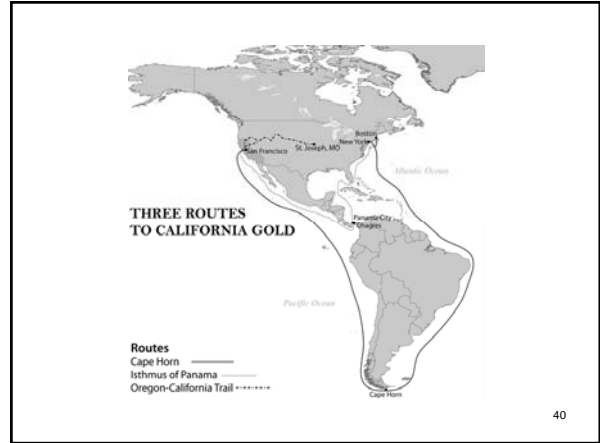 Boston
New York
San Francisco
St. Joseph, MO
Atlantic Ocean
THREE ROUTES
TO CALIFORNIA GOLD
Panama City
Chagres
Pacific Ocean
Routes
Cape Horn
Isthmus of Panama
Oregon-California Trail
Cape Horn
40